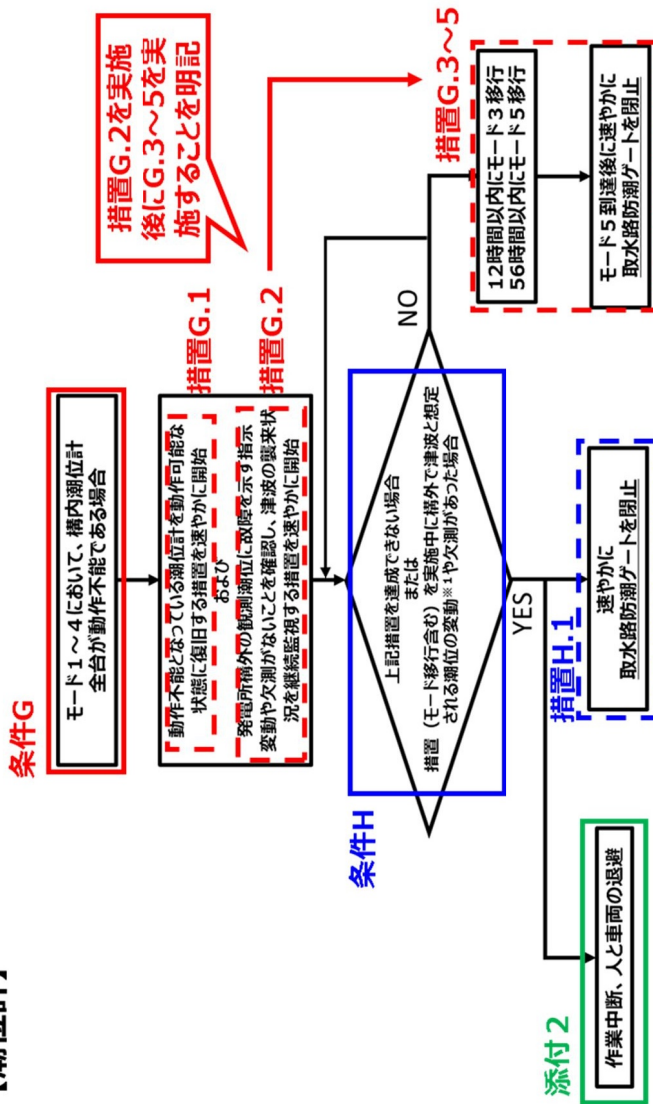 【潮位計】
条件G
モード1～4において、構内潮位計
全台が動作不能である場合
措置G.2を実施
後にG.3～5を実
施することを明記
措置G.1
動作不能となっている潮位計を動作可能な
状態に復旧する措置を速やかに開始
および
措置G.2
発電所構外の観測潮位に故障を示す指示
変動や欠測がないことを確認し、津波の襲来状
況を継続監視する措置を速やかに開始
条件H
上記措置を達成できない場合
または
措置（モード移行含む）を実施中に構外で津波と想定
される潮位の変動※1や欠測があった場合
NO
YES
措置G.3～5
12時間以内にモード3移行
56時間以内にモード5移行
モード5到達後に速やかに
取水路防潮ゲートを閉止
措置H.1
速やかに
取水路防潮ゲートを閉止
添付2
作業中断、人と車両の退避